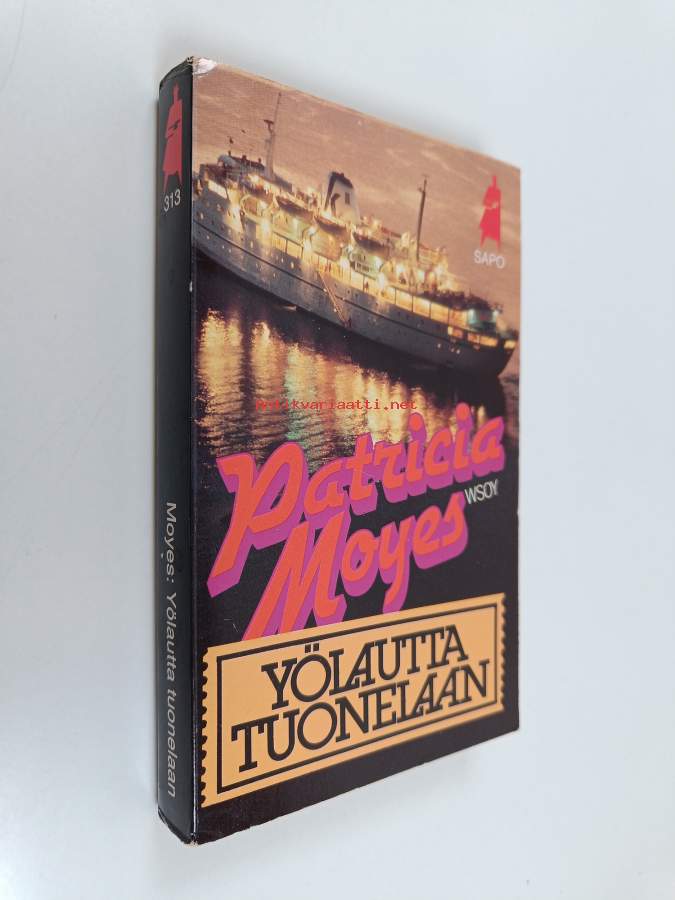 313
Moyes: Yölautta tuonelaan
SAPO
antikvariaatti.net
Patricia
Moyes
WSOY
YÖLAUTTA
TUONELAAN